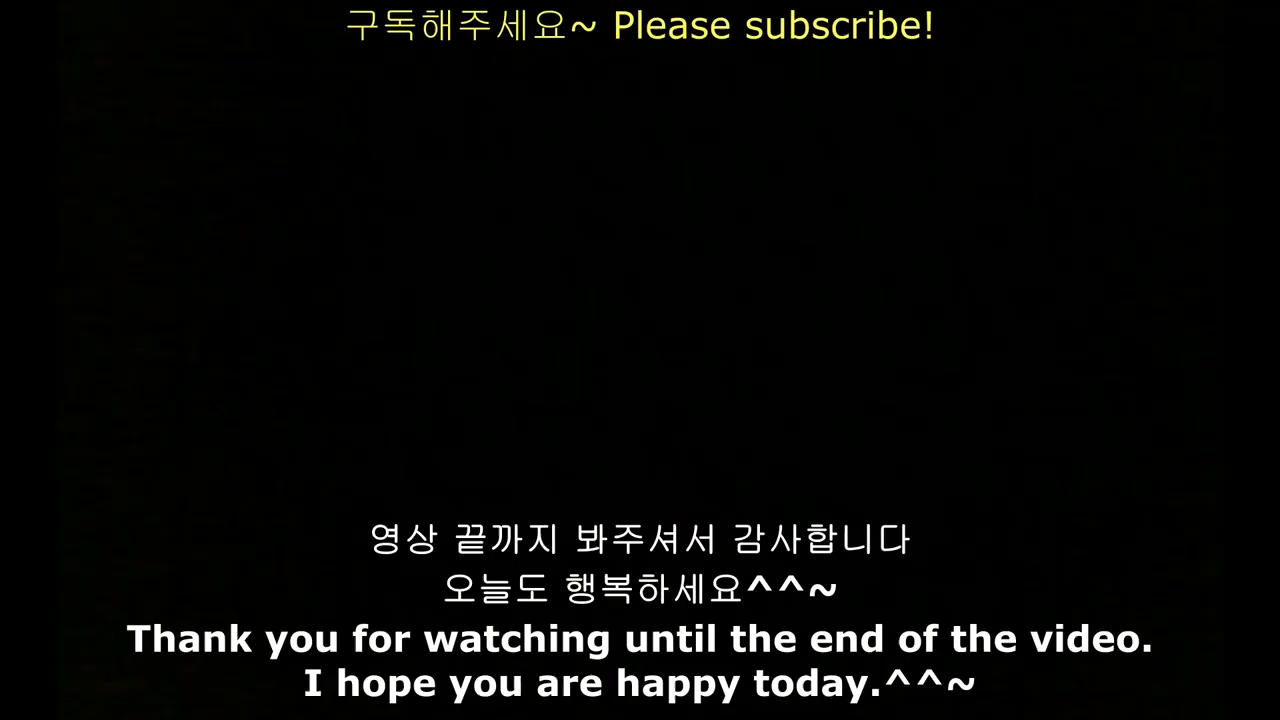 구독해주세요~ Please subscribe!
영상 끝까지 봐주셔서 감사합니다
오늘도 행복하세요^^~
Thank you for watching until the end of the video.
I hope you are happy today.^^~